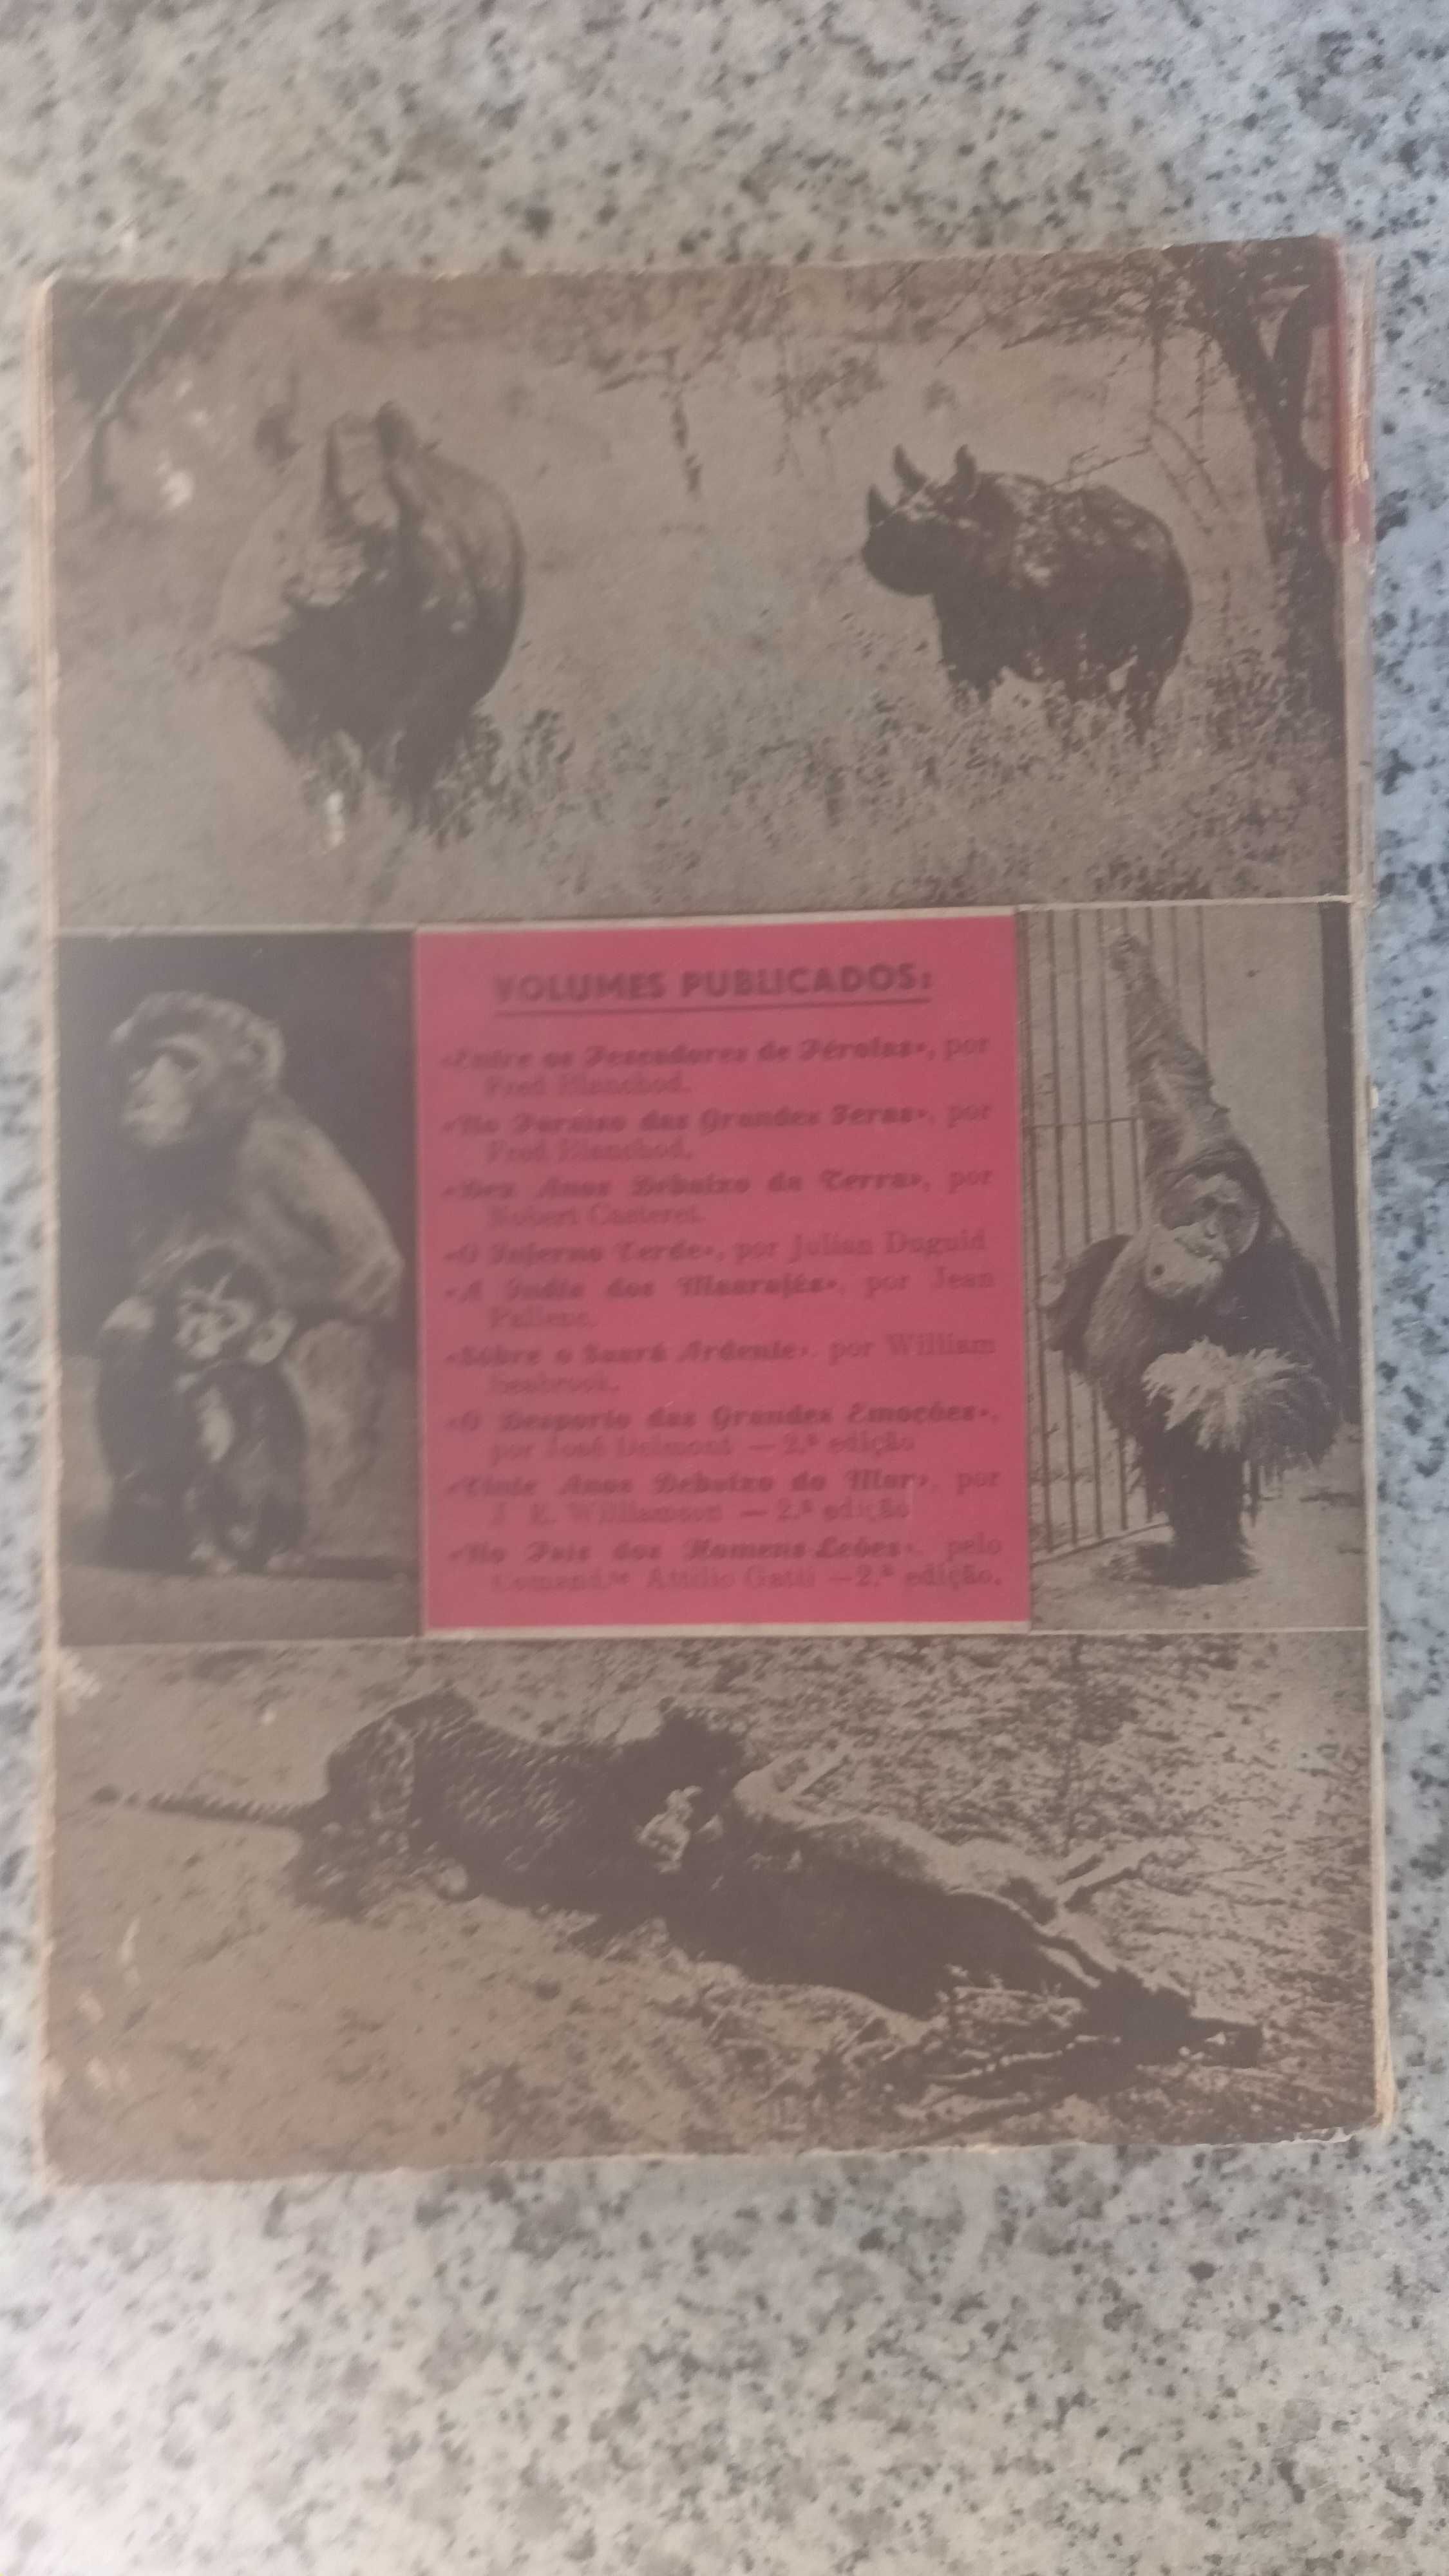 VOLUMES PUBLICADOS:
«Entre os Pescadores de Pérolas», por
Fred Blanchod.
«No Paraíso das Grandes Feras», por
Fred Blanchod.
«Dez Anos Debaixo da Terra», por
Robert Casteret.
«O Inferno Verde», por Julian Duguid
«A Índia dos Maarajás», por Jean
«Sôbre o Saará Ardente», por William
Seabrook.
«O Desporto das Grandes Emoções»,
por José Delmont — 2.ª edição
«Vinte Anos Debaixo do Mar», por
J. E. Williamson — 2.ª edição
«No País dos Homens-Leões», pelo
Comend.ᵒʳ Attilio Gatti — 2.ª edição.